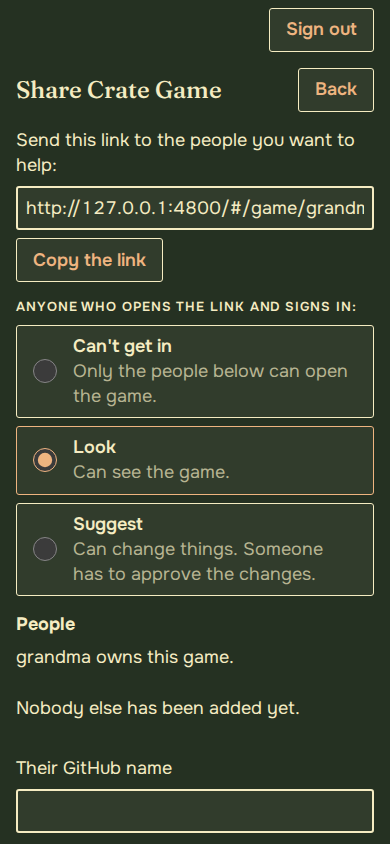 Sign out
Share Crate Game
Back
Send this link to the people you want to
help:
http://127.0.0.1:4800/#/game/grandm
Copy the link
ANYONE WHO OPENS THE LINK AND SIGNS IN:
Can't get in
Only the people below can open
the game.
Look
Can see the game.
Suggest
Can change things. Someone
has to approve the changes.
People
grandma owns this game.
Nobody else has been added yet.
Their GitHub name